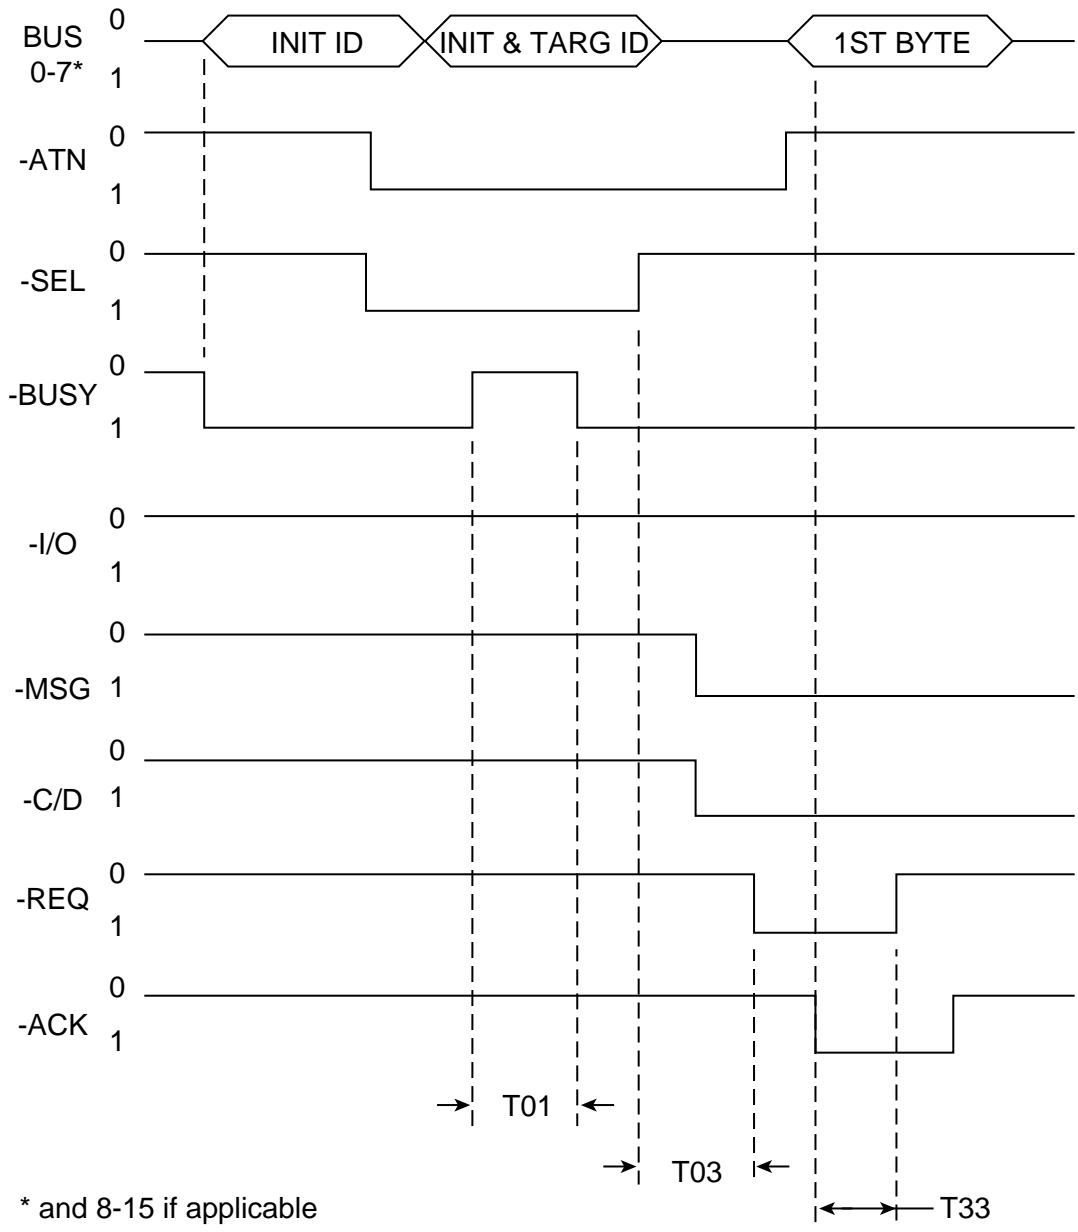 0
BUS
0-7*
1
INIT ID
INIT & TARG ID
1ST BYTE
0
-ATN
1
0
-SEL
1
0
-BUSY
1
0
-I/O
1
0
-MSG 1
0
-C/D 1
0
-REQ
1
0
-ACK
1
T01
T03
T33
* and 8-15 if applicable